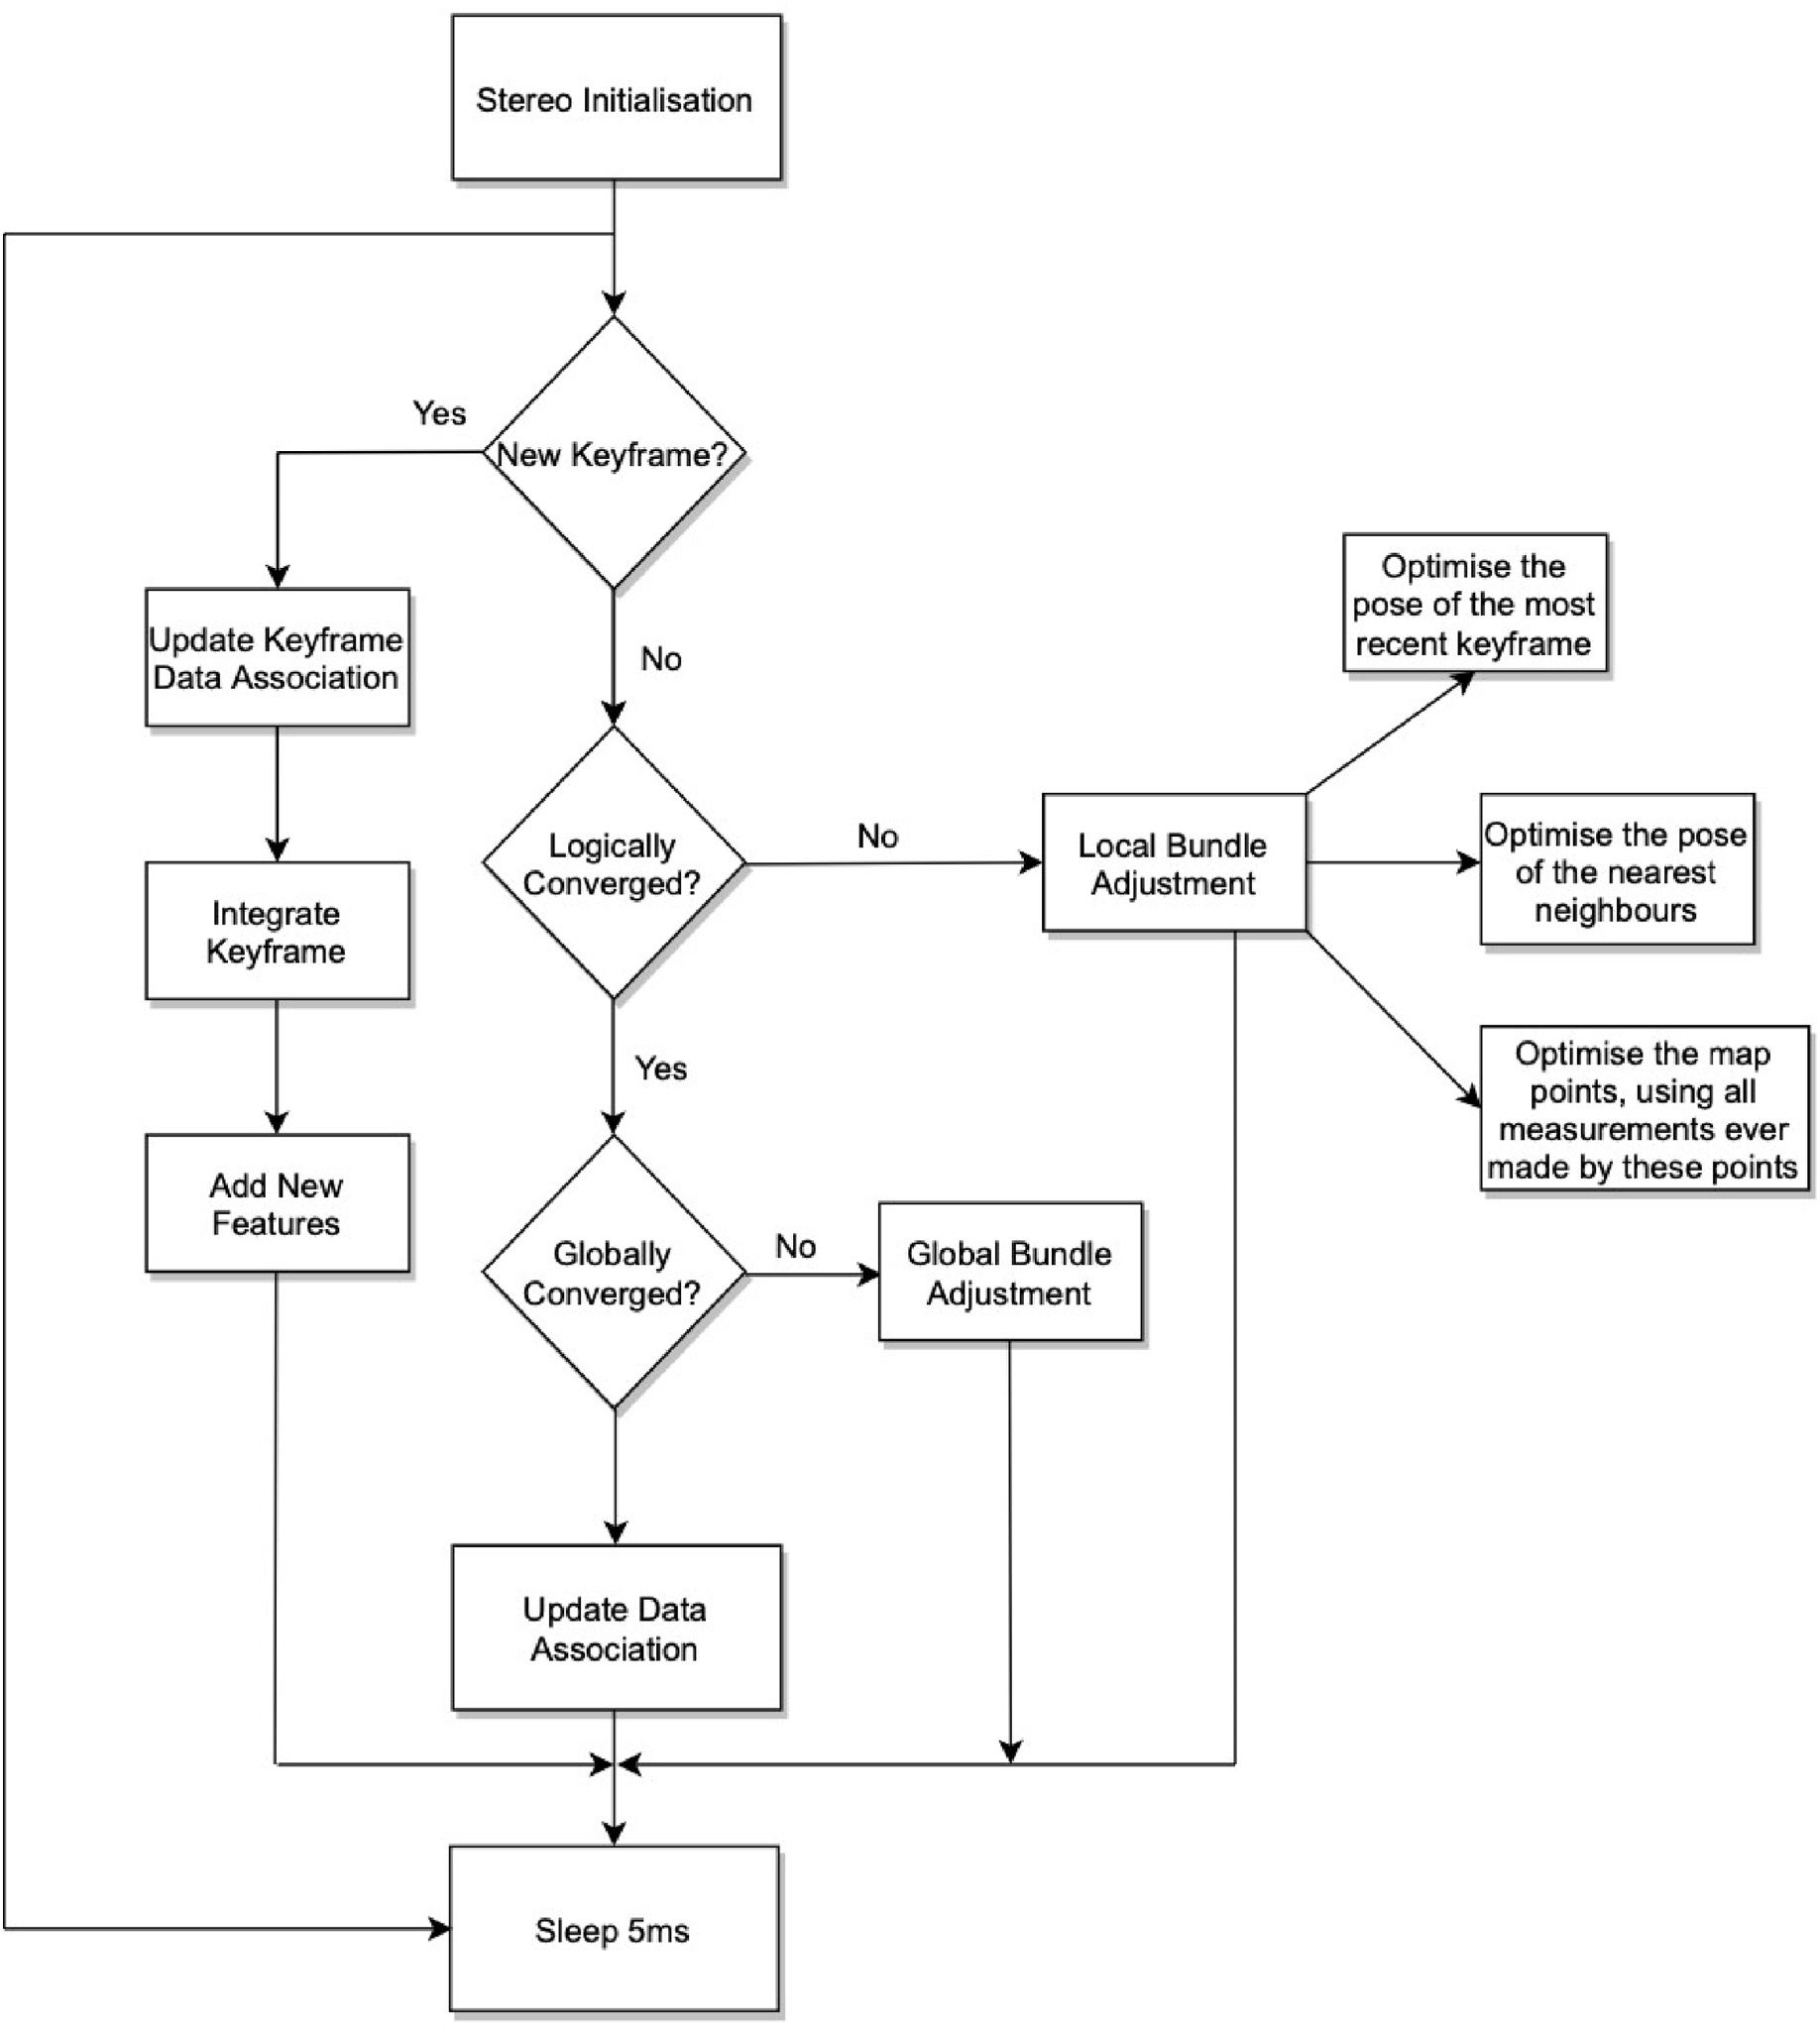 Stereo Initialisation
Yes
New Keyframe?
Update Keyframe
Data Association
No
Optimise the
pose of the most
recent keyframe
Integrate
Keyframe
Logically
Converged?
No
Local Bundle
Adjustment
Optimise the pose
of the nearest
neighbours
Yes
Optimise the map
points, using all
measurements ever
made by these points
Add New
Features
Globally
Converged?
No
Global Bundle
Adjustment
Update Data
Association
Sleep 5ms